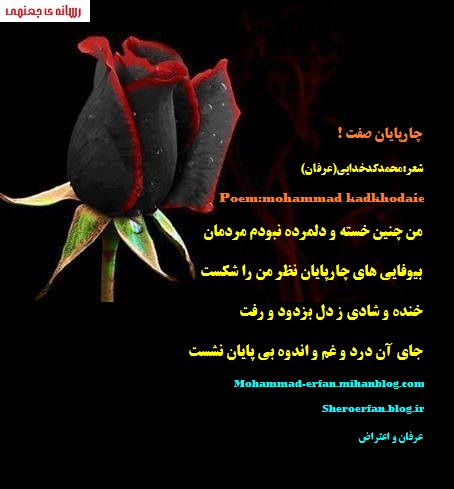 رسانه ی جهنمی
چارپایان صفت !
شعر:محمدکدخدایی(عرفان)
Poem:mohammad kadkhodaie
من چنین خسته و دلمرده نبودم مردمان
بیوفایی های چارپایان نظر من را شکست
خنده و شادی ز دل بزدود و رفت
جای آن درد و غم و اندوه بی پایان نشست
Mohammad-erfan.mihanblog.com
Sheroerfan.blog.ir
عرفان و اعتراض